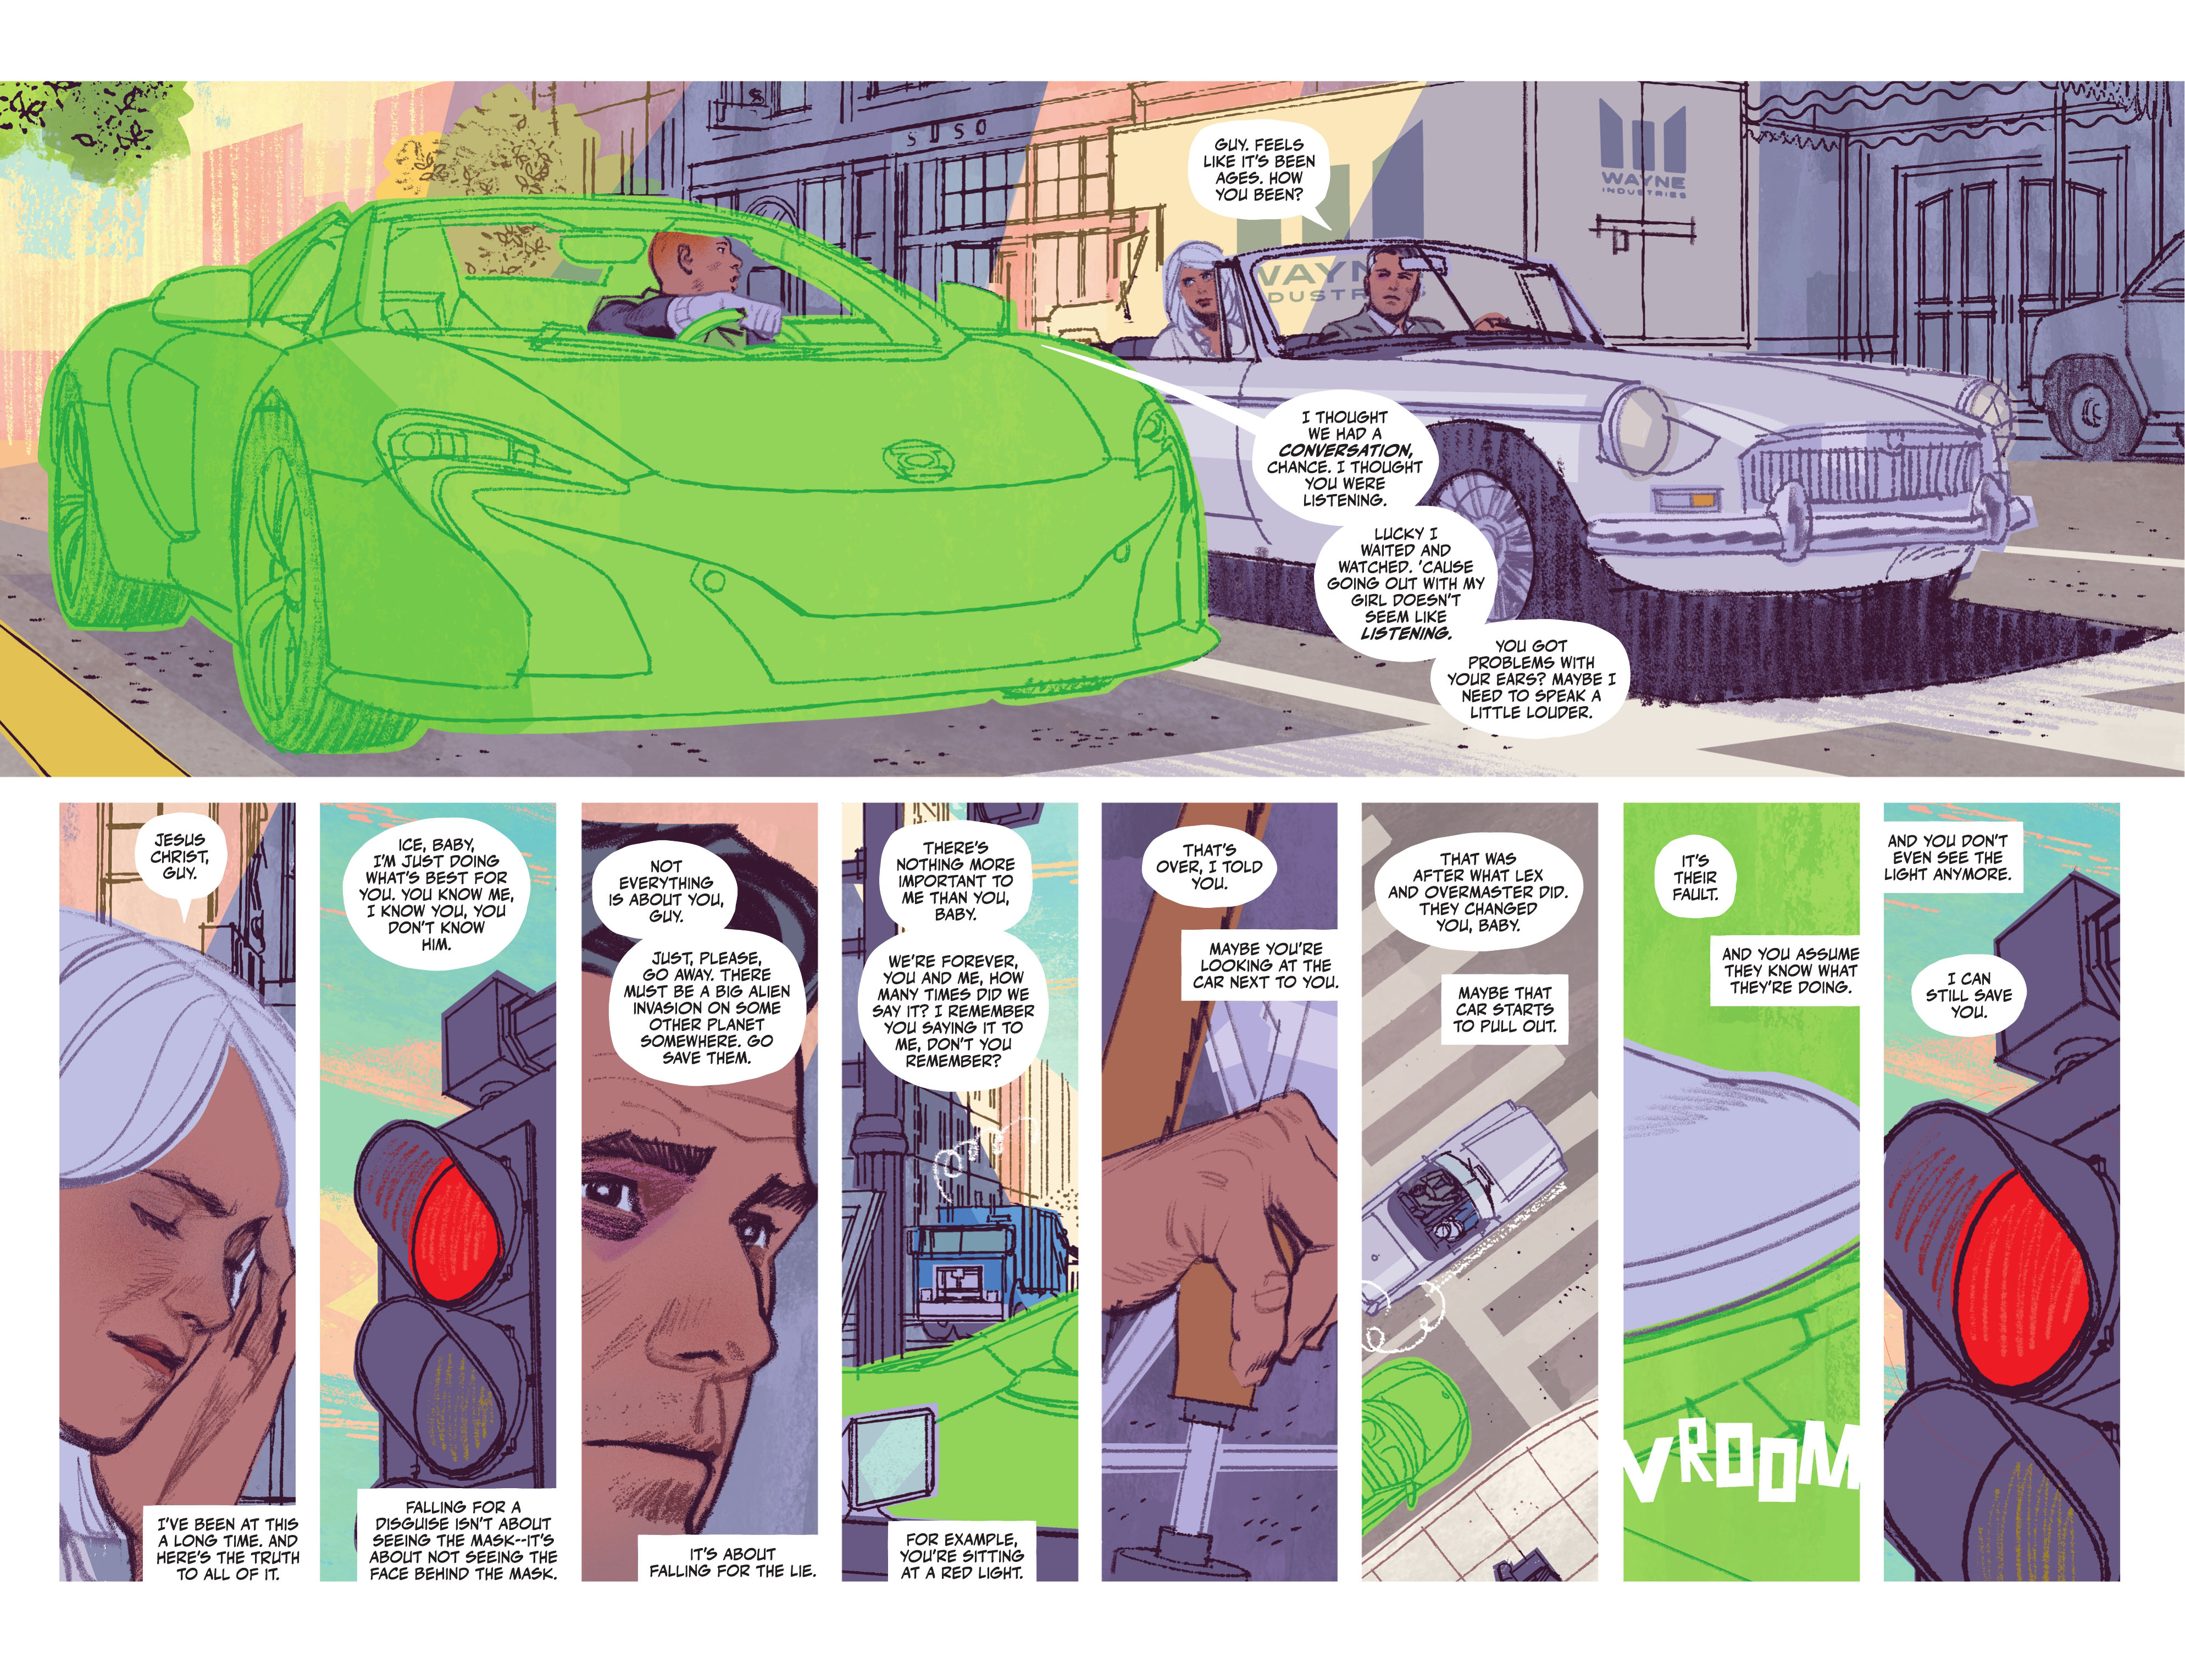 SUSO
WAYNE
INDUSTRIES
GUY. FEELS
LIKE IT'S BEEN
AGES. HOW
YOU BEEN?
WAYN
DUSTR
I THOUGHT
WE HAD A
CONVERSATION,
CHANCE. I THOUGHT
YOU WERE
LISTENING.
LUCKY I
WAITED AND
WATCHED. 'CAUSE
GOING OUT WITH MY
GIRL DOESN'T
SEEM LIKE
LISTENING.
YOU GOT
PROBLEMS WITH
YOUR EARS? MAYBE I
NEED TO SPEAK A
LITTLE LOUDER.
JESUS
CHRIST,
GUY.
I'VE BEEN AT THIS
A LONG TIME. AND
HERE'S THE TRUTH
TO ALL OF IT.
ICE, BABY,
I'M JUST DOING
WHAT'S BEST FOR
YOU. YOU KNOW ME,
I KNOW YOU, YOU
DON'T KNOW
HIM.
FALLING FOR A
DISGUISE ISN'T ABOUT
SEEING THE MASK--IT'S
ABOUT NOT SEEING THE
FACE BEHIND THE MASK.
NOT
EVERYTHING
IS ABOUT YOU,
GUY.
JUST, PLEASE,
GO AWAY. THERE
MUST BE A BIG ALIEN
INVASION ON SOME
OTHER PLANET
SOMEWHERE. GO
SAVE THEM.
IT'S ABOUT
FALLING FOR THE LIE.
THERE'S
NOTHING MORE
IMPORTANT TO
ME THAN YOU,
BABY.
WE'RE FOREVER,
YOU AND ME, HOW
MANY TIMES DID WE
SAY IT? I REMEMBER
YOU SAYING IT TO
ME, DON'T YOU
REMEMBER?
FOR EXAMPLE,
YOU'RE SITTING
AT A RED LIGHT.
THAT'S
OVER, I TOLD
YOU.
MAYBE YOU'RE
LOOKING AT THE
CAR NEXT TO YOU.
THAT WAS
AFTER WHAT LEX
AND OVERMASTER DID.
THEY CHANGED
YOU, BABY.
MAYBE THAT
CAR STARTS
TO PULL OUT.
IT'S
THEIR
FAULT.
AND YOU ASSUME
THEY KNOW WHAT
THEY'RE DOING.
VROOM
AND YOU DON'T
EVEN SEE THE
LIGHT ANYMORE.
I CAN
STILL SAVE
YOU.